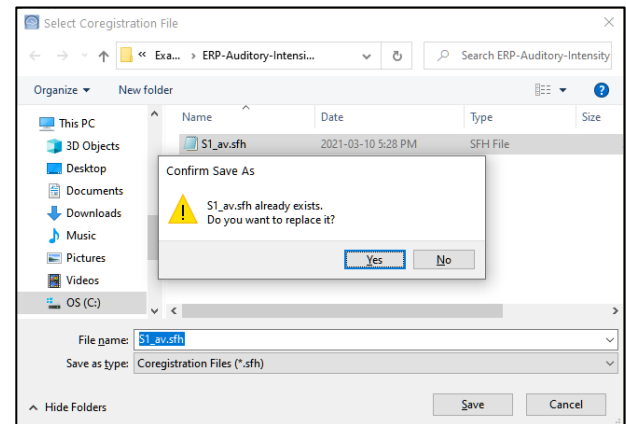 Select Coregistration File
« Exa... › ERP-Auditory-Intensi...
Search ERP-Auditory-Intensity
Organize
New folder
Name Date Type Size
This PC
S1_av.sfh 2021-03-10 5:28 PM SFH File
3D Objects
Desktop
Documents
Downloads
Music
Pictures
Videos
OS (C:)
Confirm Save As
S1_av.sfh already exists.
Do you want to replace it?
Yes No
File name: S1_av.sfh
Save as type: Coregistration Files (*.sfh)
Hide Folders
Save Cancel